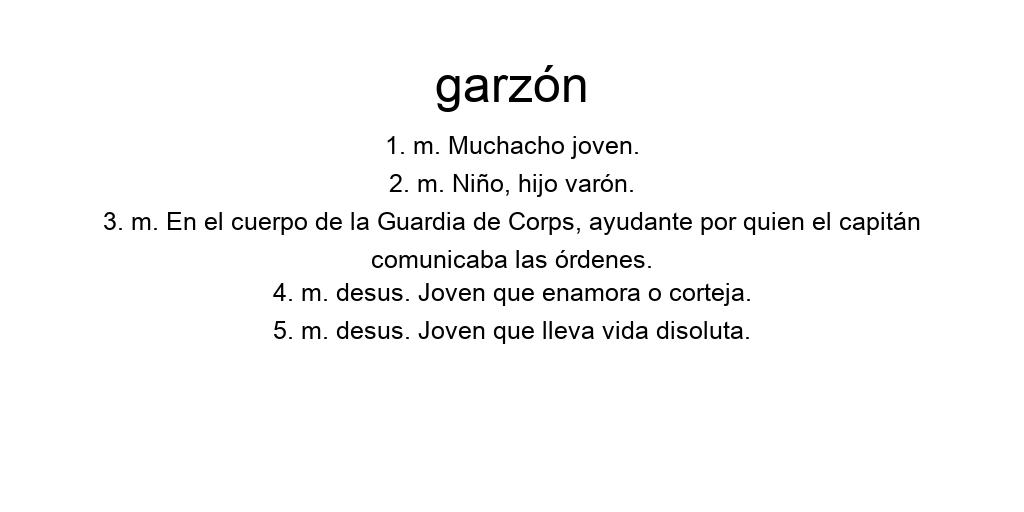 garzón
1. m. Muchacho joven.
2. m. Niño, hijo varón.
3. m. En el cuerpo de la Guardia de Corps, ayudante por quien el capitán
comunicaba las órdenes.
4. m. desus. Joven que enamora o corteja.
5. m. desus. Joven que lleva vida disoluta.